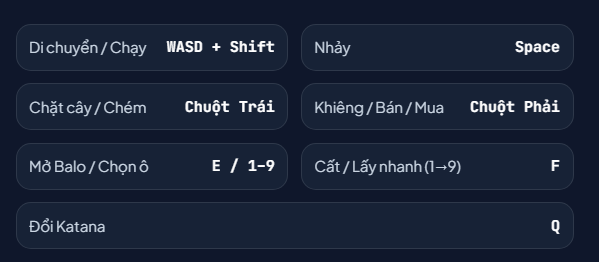 Di chuyển / Chạy WASD + Shift
Nhảy Space
Chặt cây / Chém Chuột Trái
Khiêng / Bán / Mua Chuột Phải
Mở Balo / Chọn ô E / 1-9
Cất / Lấy nhanh (1→9) F
Đổi Katana Q